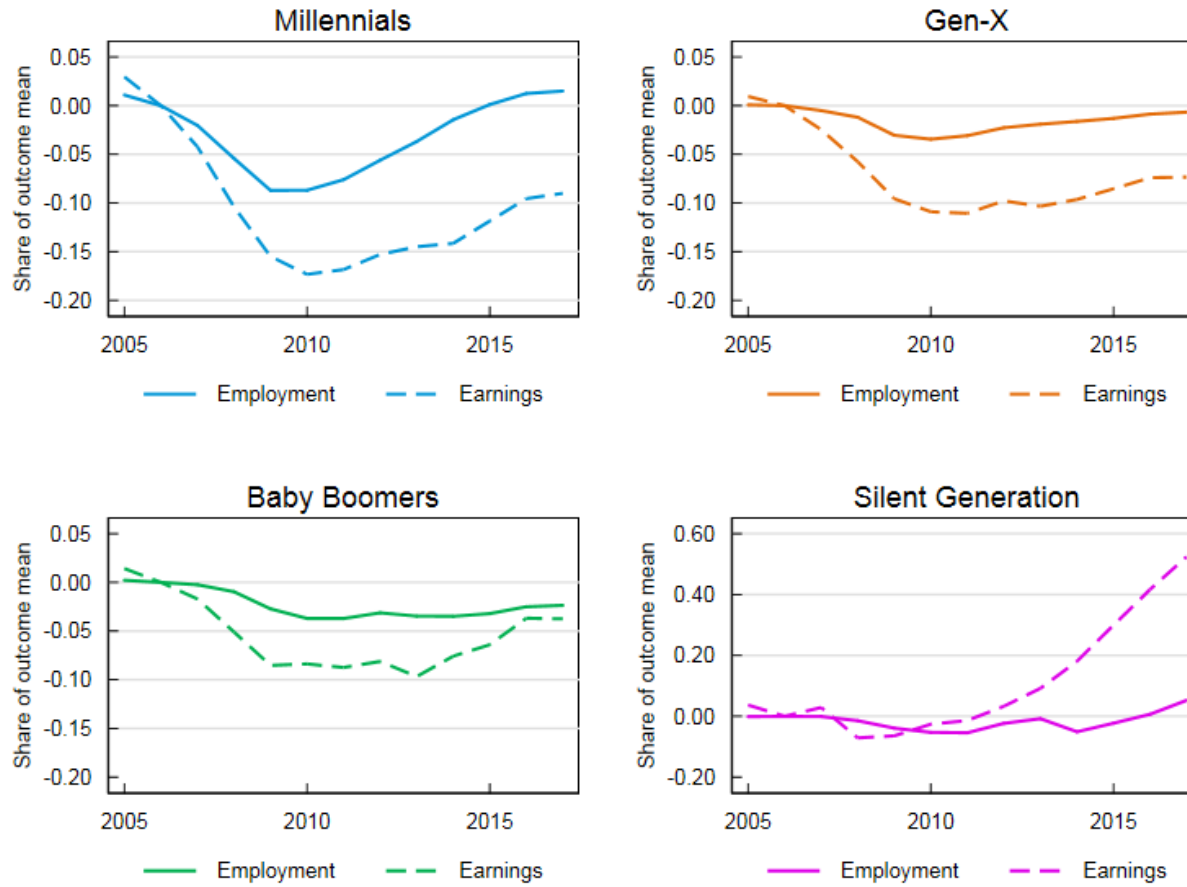 Millennials
Share of outcome mean
0.05
0.00
-0.05
-0.10
-0.15
-0.20
2005 2010 2015
Employment Earnings
Gen-X
Share of outcome mean
0.05
0.00
-0.05
-0.10
-0.15
-0.20
2005 2010 2015
Employment Earnings
Baby Boomers
Share of outcome mean
0.05
0.00
-0.05
-0.10
-0.15
-0.20
2005 2010 2015
Employment Earnings
Silent Generation
Share of outcome mean
0.60
0.40
0.20
0.00
-0.20
2005 2010 2015
Employment Earnings